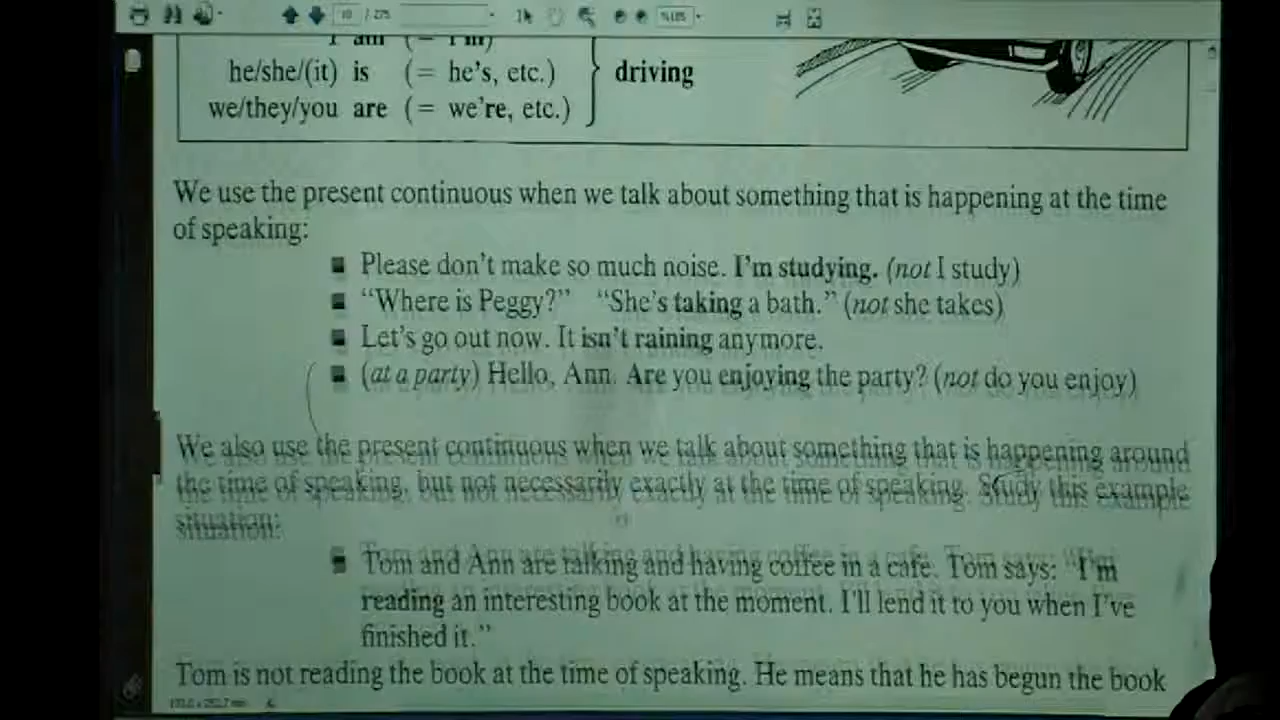 10 / 275
%105
I am (= I'm)
he/she/(it) is (= he's, etc.) driving
we/they/you are (= we're, etc.)
We use the present continuous when we talk about something that is happening at the time
of speaking:
■ Please don't make so much noise. I'm studying. (not I study)
■ “Where is Peggy?” “She's taking a bath.” (not she takes)
■ Let's go out now. It isn't raining anymore.
■ (at a party) Hello, Ann. Are you enjoying the party? (not do you enjoy)
We also use the present continuous when we talk about something that is happening around
the time of speaking, but not necessarily exactly at the time of speaking. Study this example
situation:
■ Tom and Ann are talking and having coffee in a cafe. Tom says: “I'm
reading an interesting book at the moment. I'll lend it to you when I've
finished it.”
Tom is not reading the book at the time of speaking. He means that he has begun the book